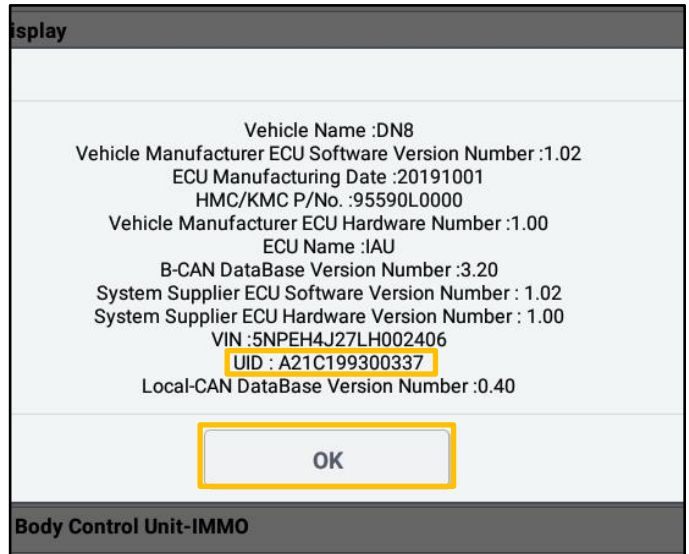 isplay
Vehicle Name :DN8
Vehicle Manufacturer ECU Software Version Number :1.02
ECU Manufacturing Date :20191001
HMC/KMC P/No. :95590L0000
Vehicle Manufacturer ECU Hardware Number :1.00
ECU Name :IAU
B-CAN DataBase Version Number :3.20
System Supplier ECU Software Version Number : 1.02
System Supplier ECU Hardware Version Number : 1.00
VIN :5NPEH4J27LH002406
UID : A21C199300337
Local-CAN DataBase Version Number :0.40
OK
Body Control Unit-IMMO